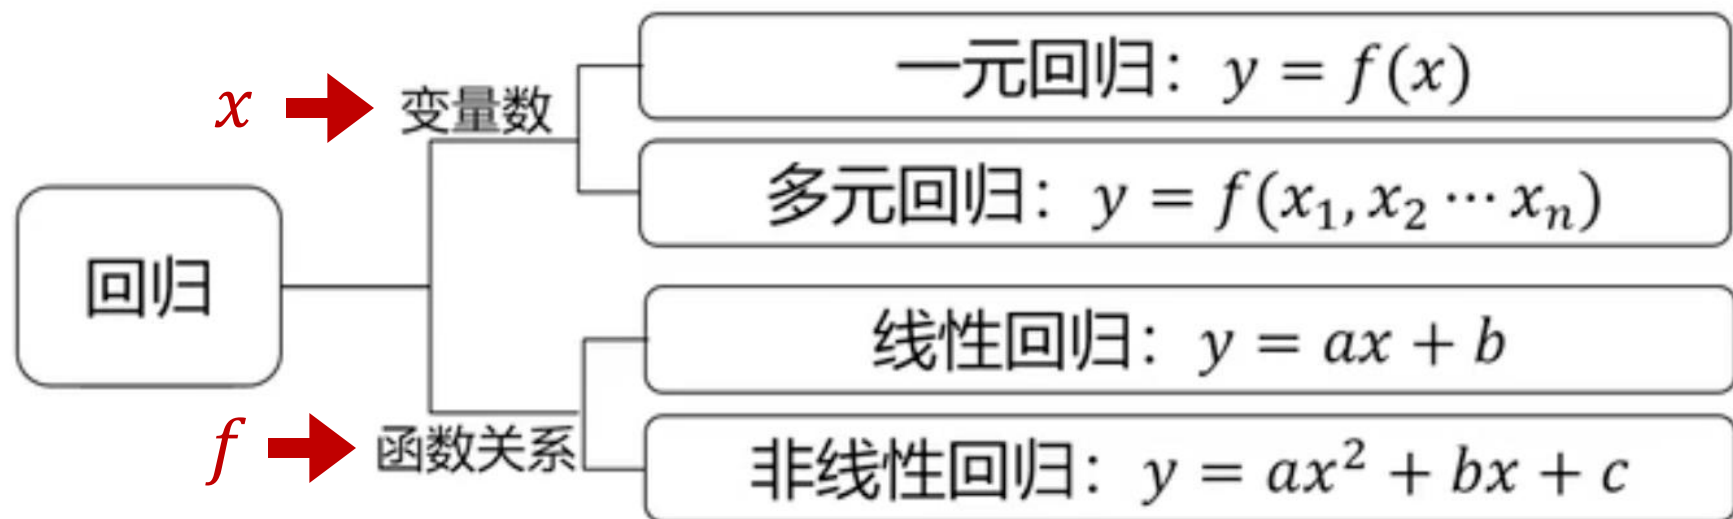 一元回归：y = f(x)
x
变量数
多元回归：y = f(x₁, x₂ ⋯ xₙ)
回归
线性回归：y = ax + b
f
函数关系
非线性回归：y = ax² + bx + c